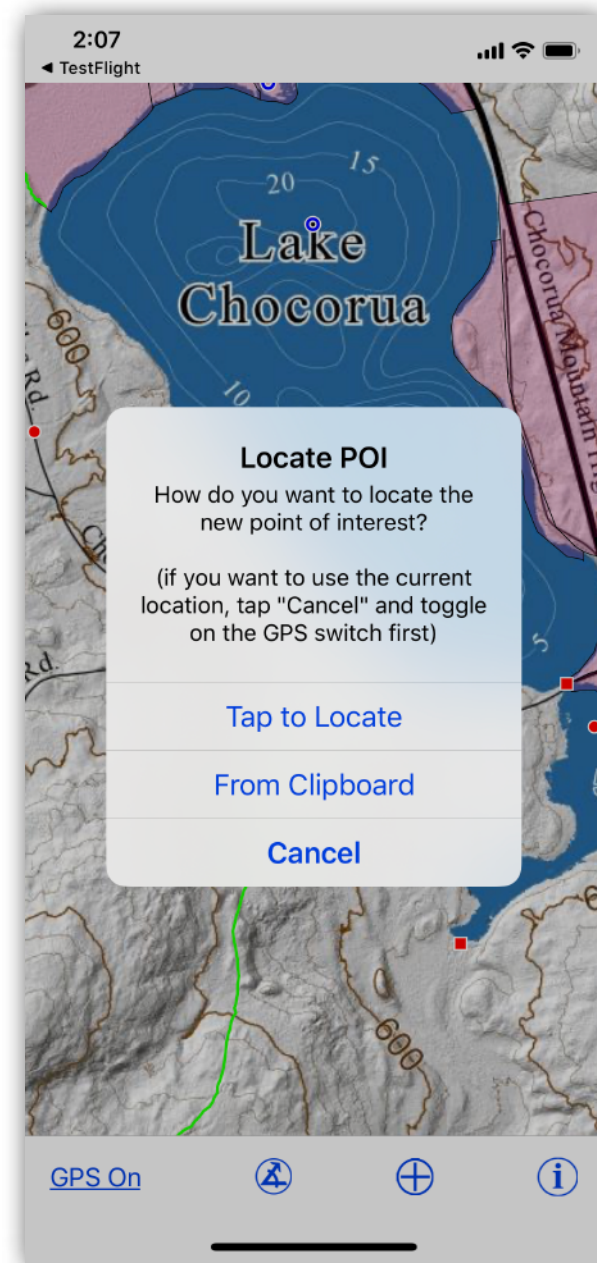 2:07
◀ TestFlight
15
20
Lake
Chocorua
Chocorua Mountain Hig
600
Rd.
10
Locate POI
How do you want to locate the
new point of interest?
(if you want to use the current
location, tap "Cancel" and toggle
on the GPS switch first)
Ch
5
Rd.
Tap to Locate
From Clipboard
Cancel
600
GPS On
i